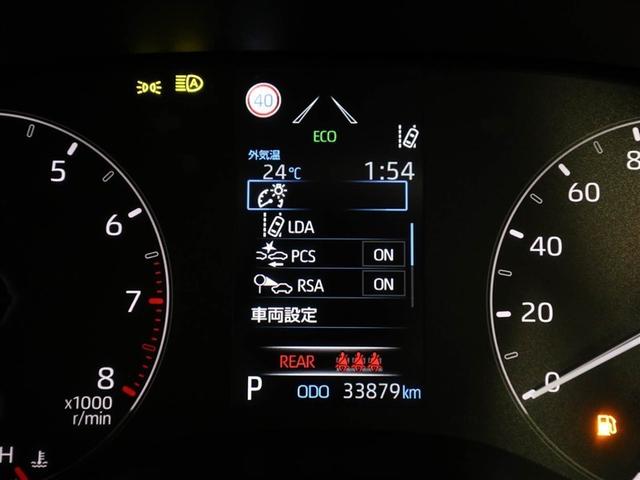 40
ECO
外気温
24℃ 1:54
LDA
PCS ON
RSA ON
車両設定
REAR
P ODO 33879km
5
6
7
8
x1000
r/min
H
80
60
40
20
0